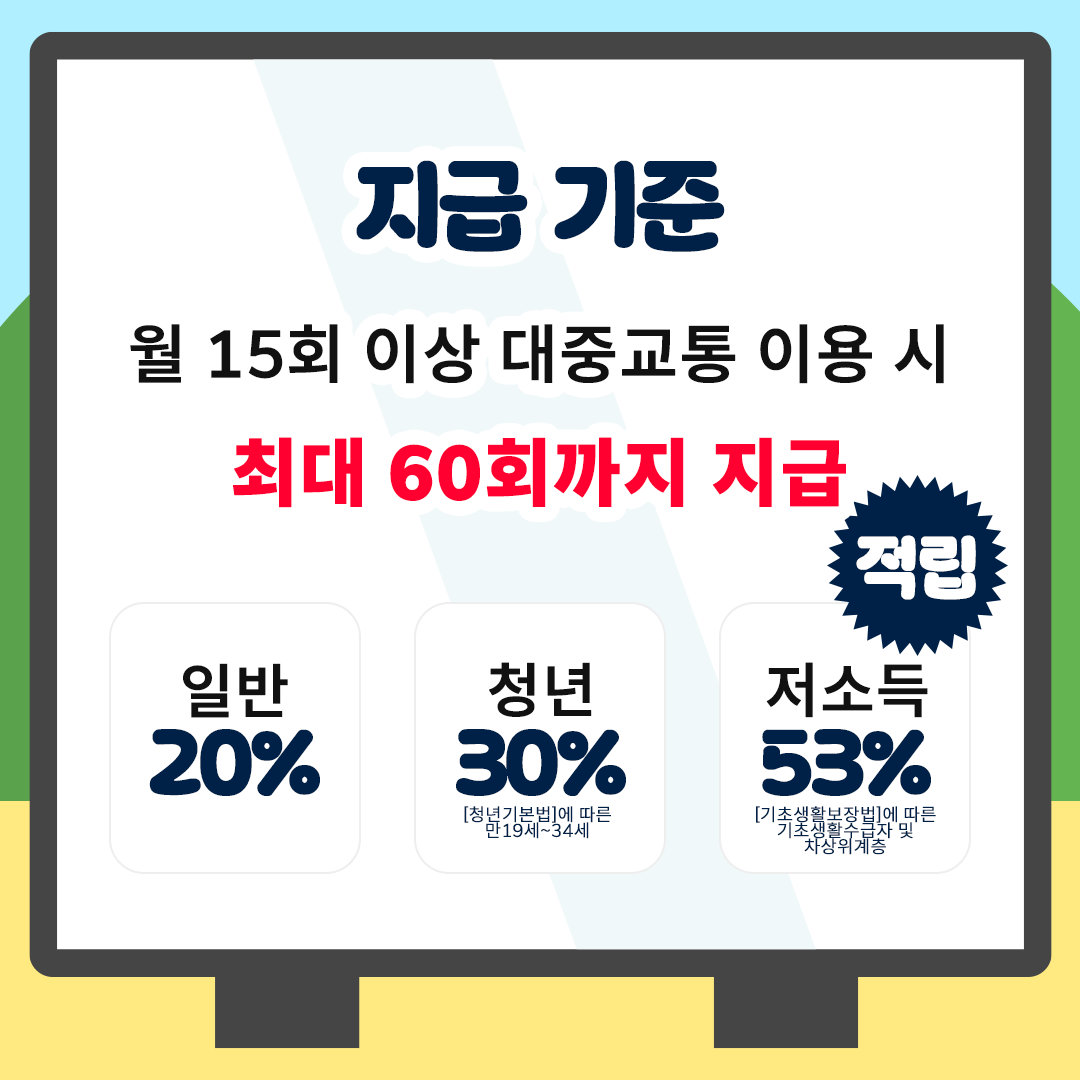 지급 기준
월 15회 이상 대중교통 이용 시
최대 60회까지 지급
적립
일반
20%
청년
30%
[청년기본법]에 따른
만19세~34세
저소득
53%
[기초생활보장법]에 따른
기초생활수급자 및
차상위계층